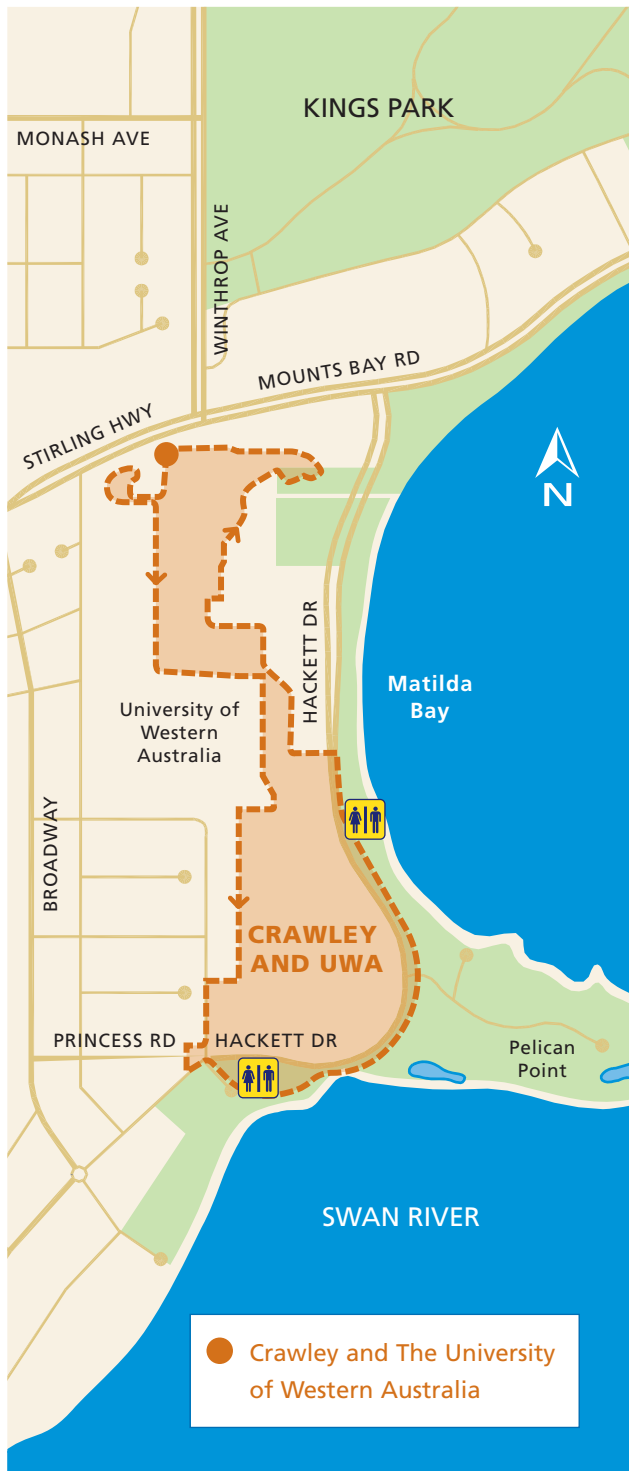 KINGS PARK
MONASH AVE
WINTHROP AVE
MOUNTS BAY RD
STIRLING HWY
N
HACKETT DR
Matilda
Bay
University of
Western
Australia
BROADWAY
CRAWLEY
AND UWA
PRINCESS RD
HACKETT DR
Pelican
Point
SWAN RIVER
Crawley and The University
of Western Australia